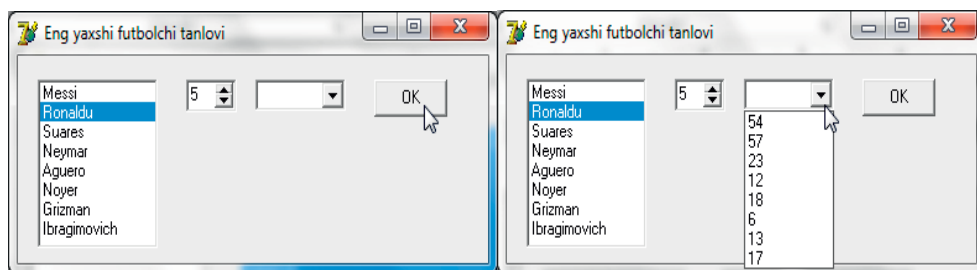 Eng yaxshi futbolchi tanlovi
Messi
Ronaldu
Suares
Neymar
Aguero
Noyer
Grizman
Ibragimovich
5
OK
Eng yaxshi futbolchi tanlovi
Messi
Ronaldu
Suares
Neymar
Aguero
Noyer
Grizman
Ibragimovich
5
54
57
23
12
18
6
13
17
OK